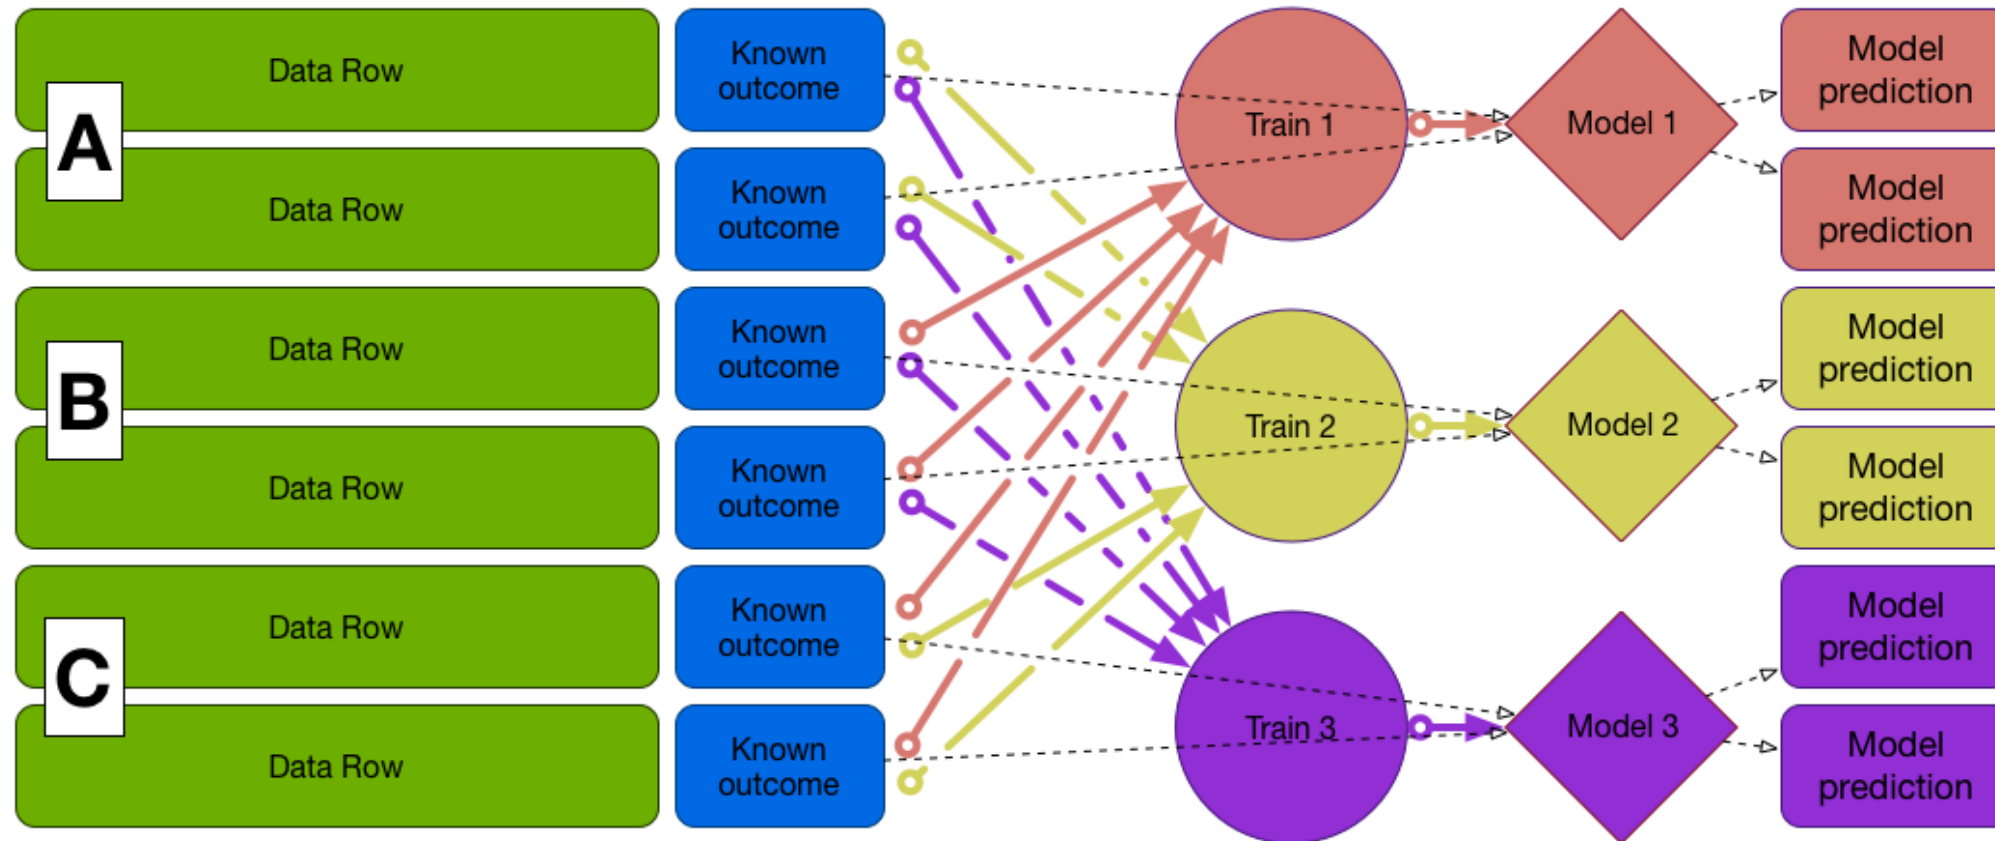 Data Row
Known
outcome
A
Data Row
Known
outcome
Data Row
Known
outcome
B
Data Row
Known
outcome
Data Row
Known
outcome
C
Data Row
Known
outcome
Train 1
Model 1
Train 2
Model 2
Train 3
Model 3
Model
prediction
Model
prediction
Model
prediction
Model
prediction
Model
prediction
Model
prediction